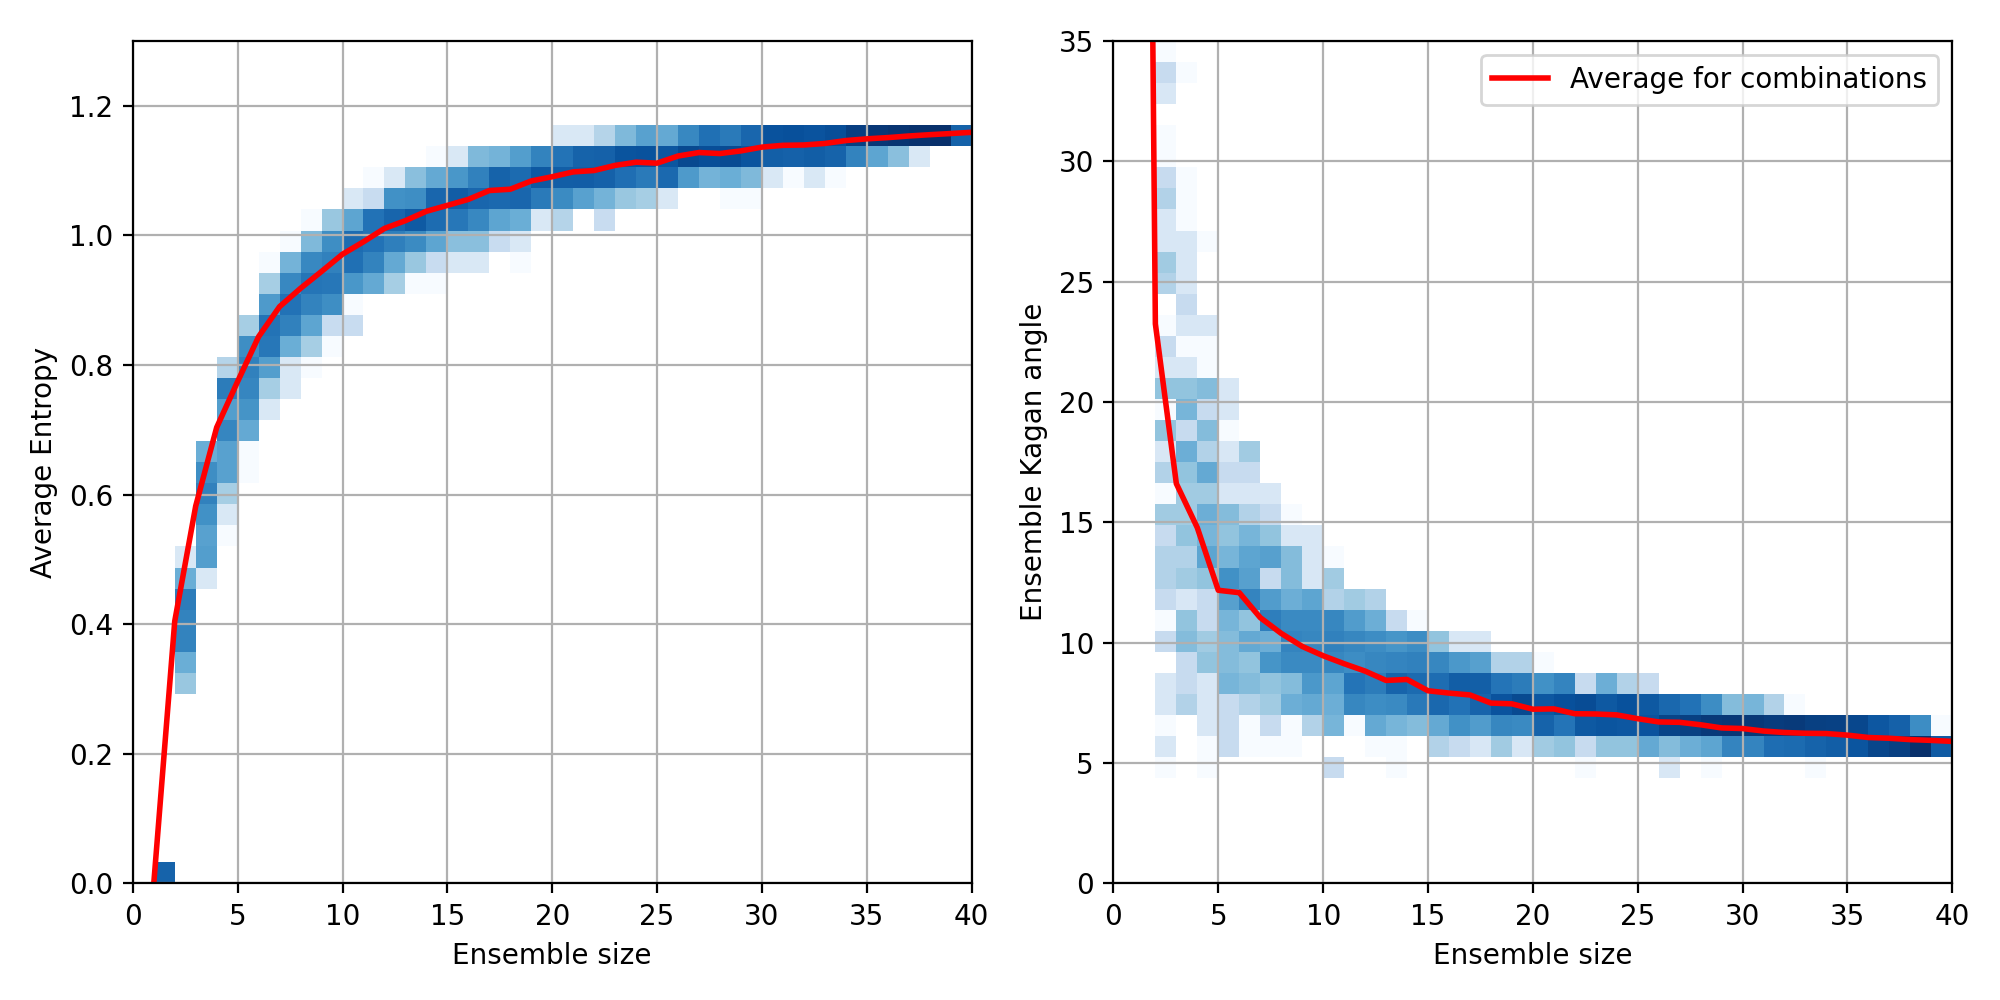 1.2
1.0
0.8
0.6
0.4
0.2
0.0
Average Entropy
0 5 10 15 20 25 30 35 40
Ensemble size
35
30
25
20
15
10
5
0
Ensemble Kagan angle
Average for combinations
0 5 10 15 20 25 30 35 40
Ensemble size